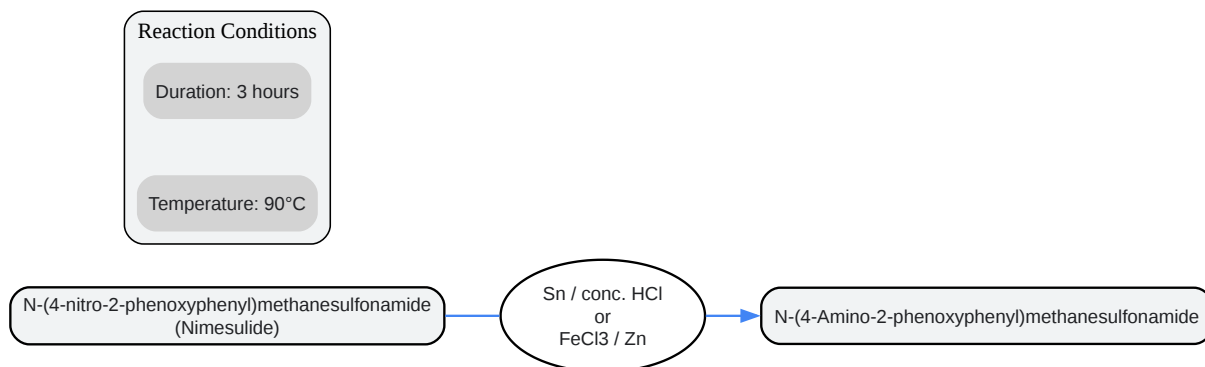 Reaction Conditions
Duration: 3 hours
Temperature: 90°C
N-(4-nitro-2-phenoxyphenyl)methanesulfonamide
(Nimesulide)
Sn / conc. HCl
or
FeCl3 / Zn
N-(4-Amino-2-phenoxyphenyl)methanesulfonamide